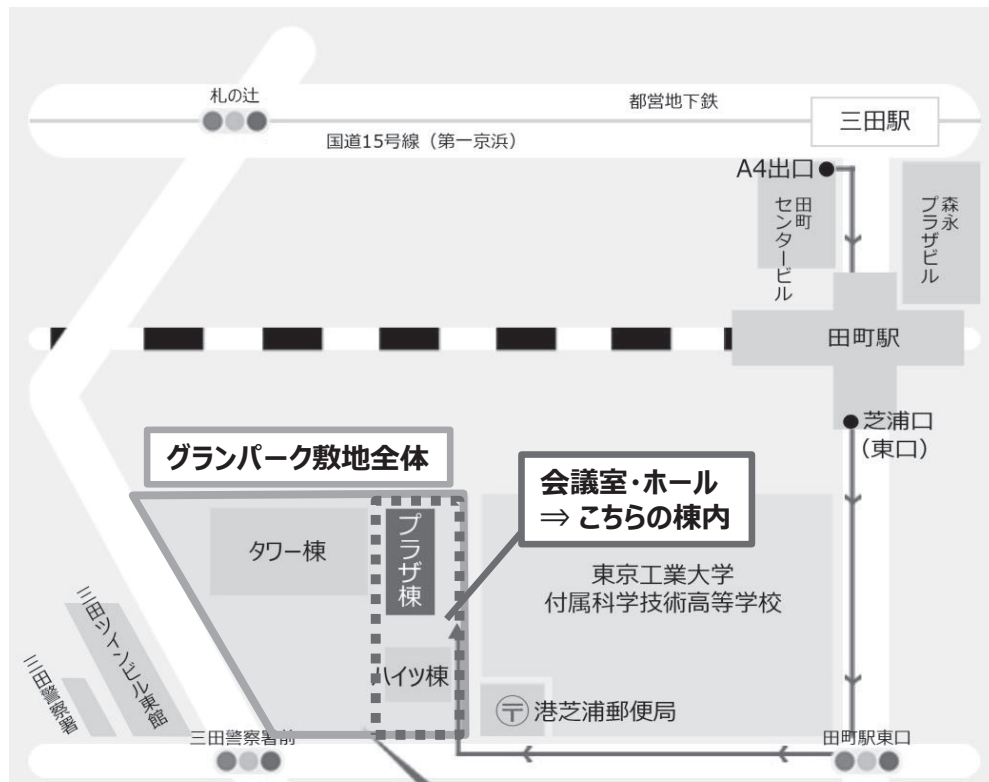 札の辻
都営地下鉄
国道15号線（第一京浜）
三田駅
A4出口
田町
センタービル
森永
プラザビル
田町駅
芝浦口
（東口）
グランパーク敷地全体
会議室・ホール
⇒ こちらの棟内
タワー棟
プラザ棟
ハイツ棟
東京工業大学
付属科学技術高等学校
〒港芝浦郵便局
三田ツインビル東館
三田警察署
三田警察署前
田町駅東口